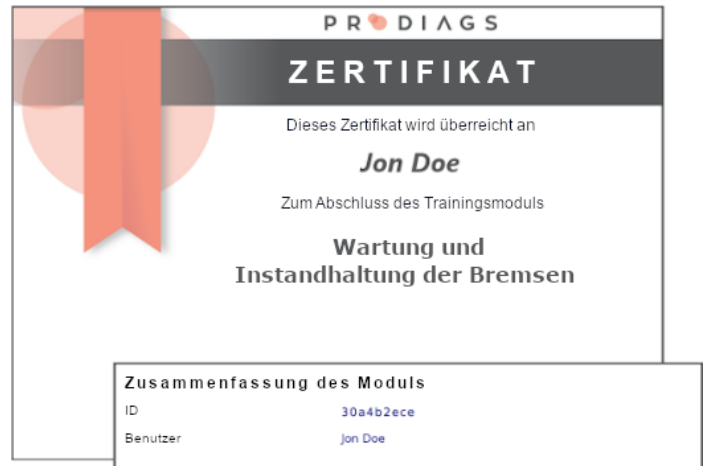 PRODIAGS
ZERTIFIKAT
Dieses Zertifikat wird überreicht an
Jon Doe
Zum Abschluss des Trainingsmoduls
Wartung und
Instandhaltung der Bremsen
Zusammenfassung des Moduls
ID 30a4b2ece
Benutzer Jon Doe